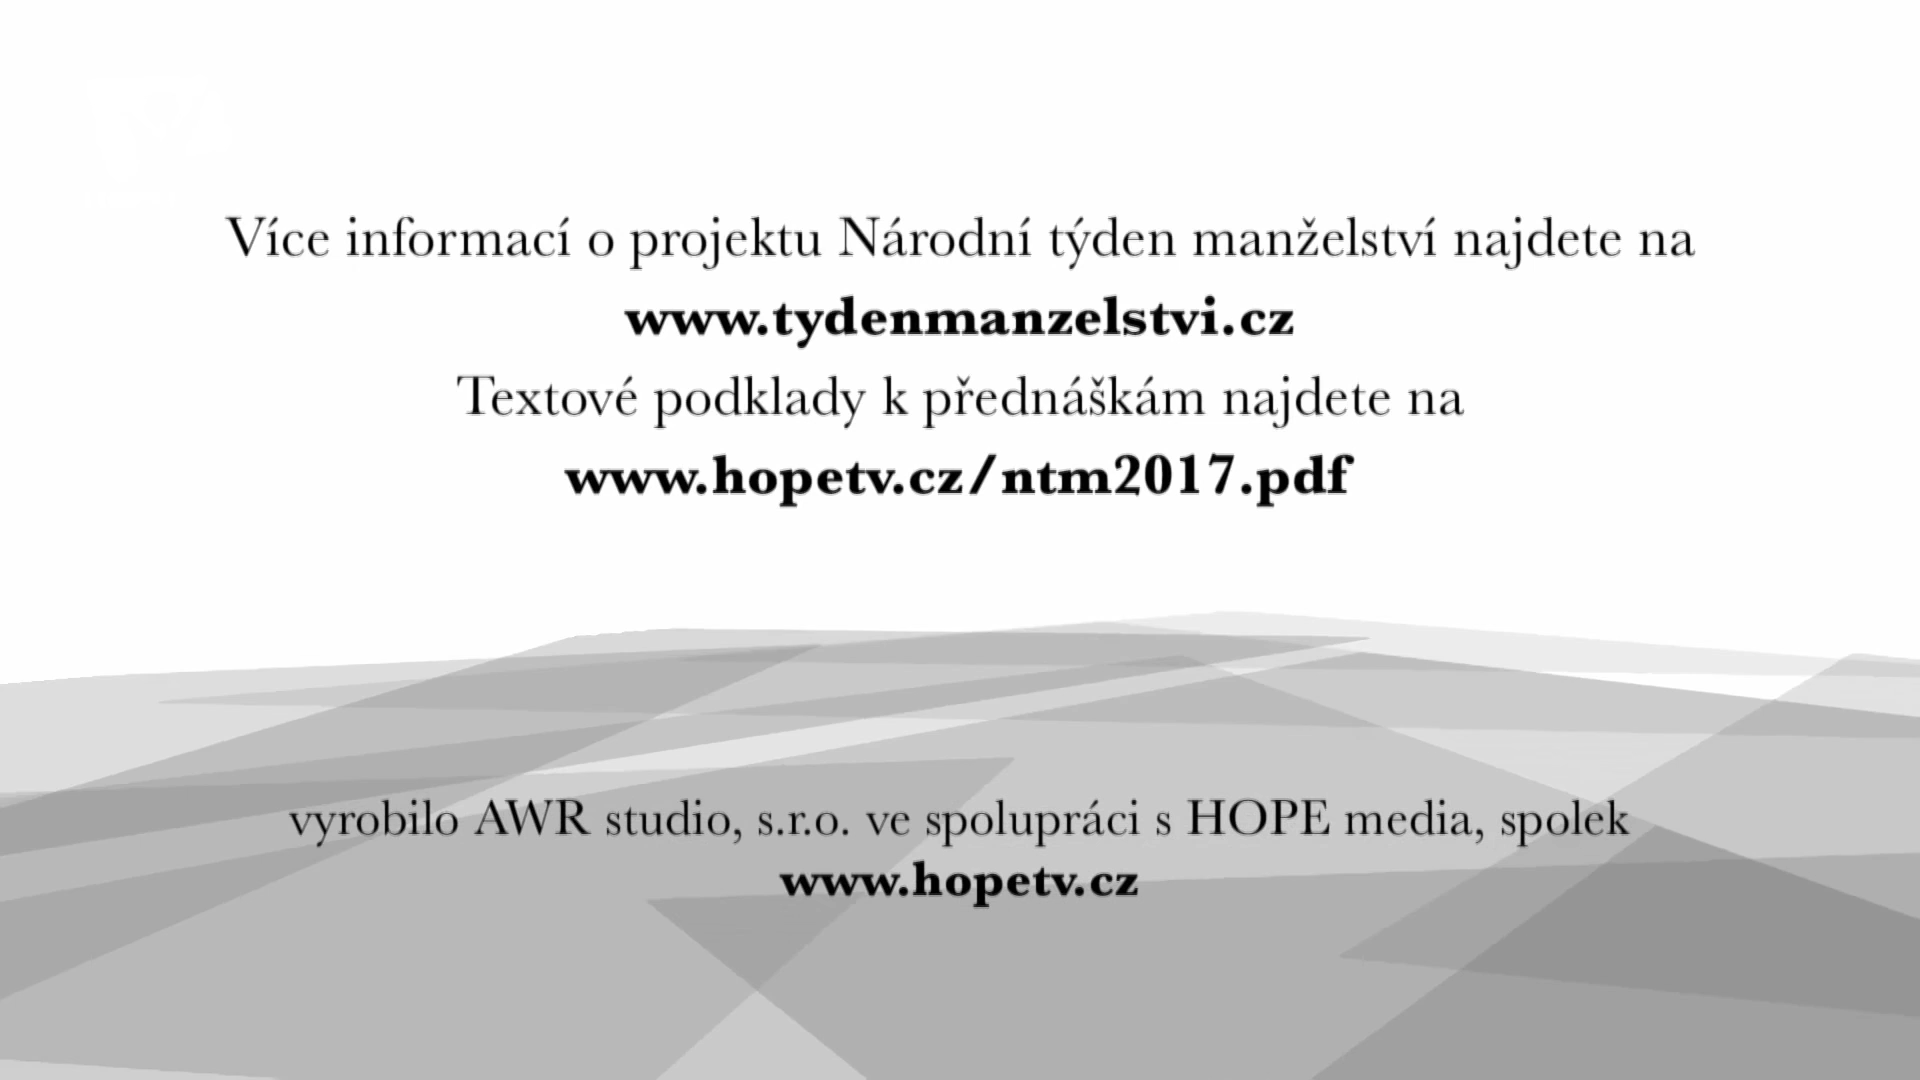 Více informací o projektu Národní týden manželství najdete na
www.tydenmanzelstvi.cz
Textové podklady k přednáškám najdete na
www.hopetv.cz/ntm2017.pdf
vyrobilo AWR studio, s.r.o. ve spolupráci s HOPE media, spolek
www.hopetv.cz